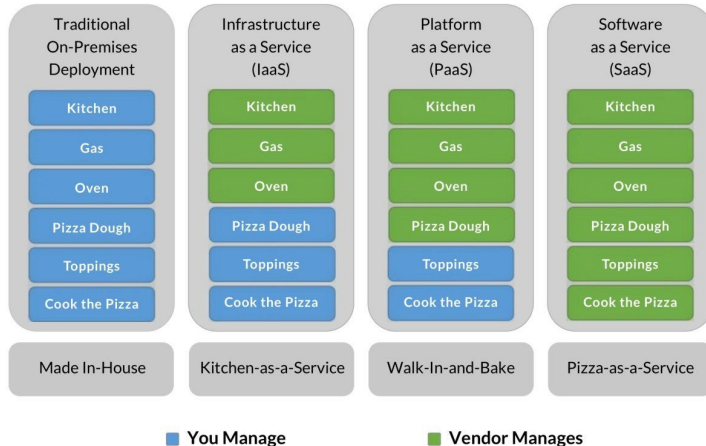 Traditional
On-Premises
Deployment
Kitchen
Gas
Oven
Pizza Dough
Toppings
Cook the Pizza
Made In-House
Infrastructure
as a Service
(IaaS)
Kitchen
Gas
Oven
Pizza Dough
Toppings
Cook the Pizza
Kitchen-as-a-Service
Platform
as a Service
(PaaS)
Kitchen
Gas
Oven
Pizza Dough
Toppings
Cook the Pizza
Walk-In-and-Bake
Software
as a Service
(SaaS)
Kitchen
Gas
Oven
Pizza Dough
Toppings
Cook the Pizza
Pizza-as-a-Service
You Manage
Vendor Manages